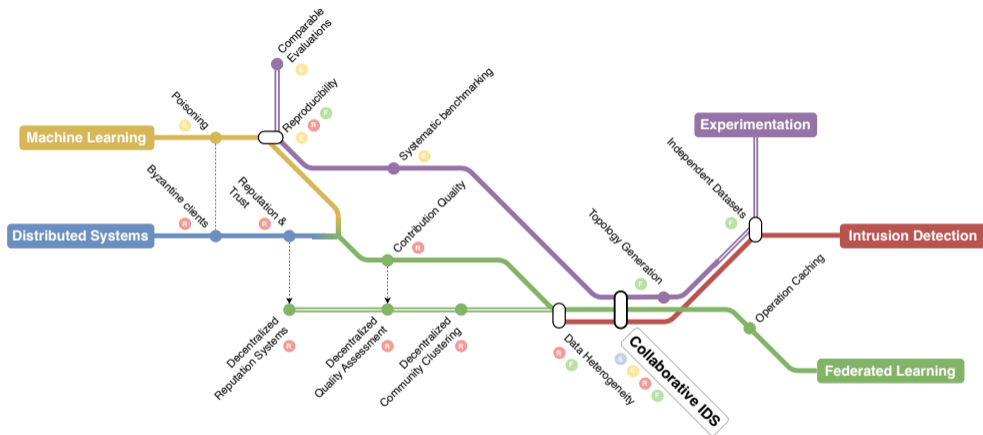 Comparable
Evaluations
E
Poisoning
E
Machine Learning
Reproducibility
E
R
F
Systematic benchmarking
E
Experimentation
Independent Datasets
F
Byzantine clients
R
Reputation &
Trust
R
Distributed Systems
Contribution Quality
R
Topology Generation
F
Intrusion Detection
Operation Caching
Decentralized
Reputation Systems
R
Decentralized
Quality Assessment
R
Decentralized
Community Clustering
R
Data Heterogeneity
R
F
Collaborative IDS
S
E
R
F
Federated Learning